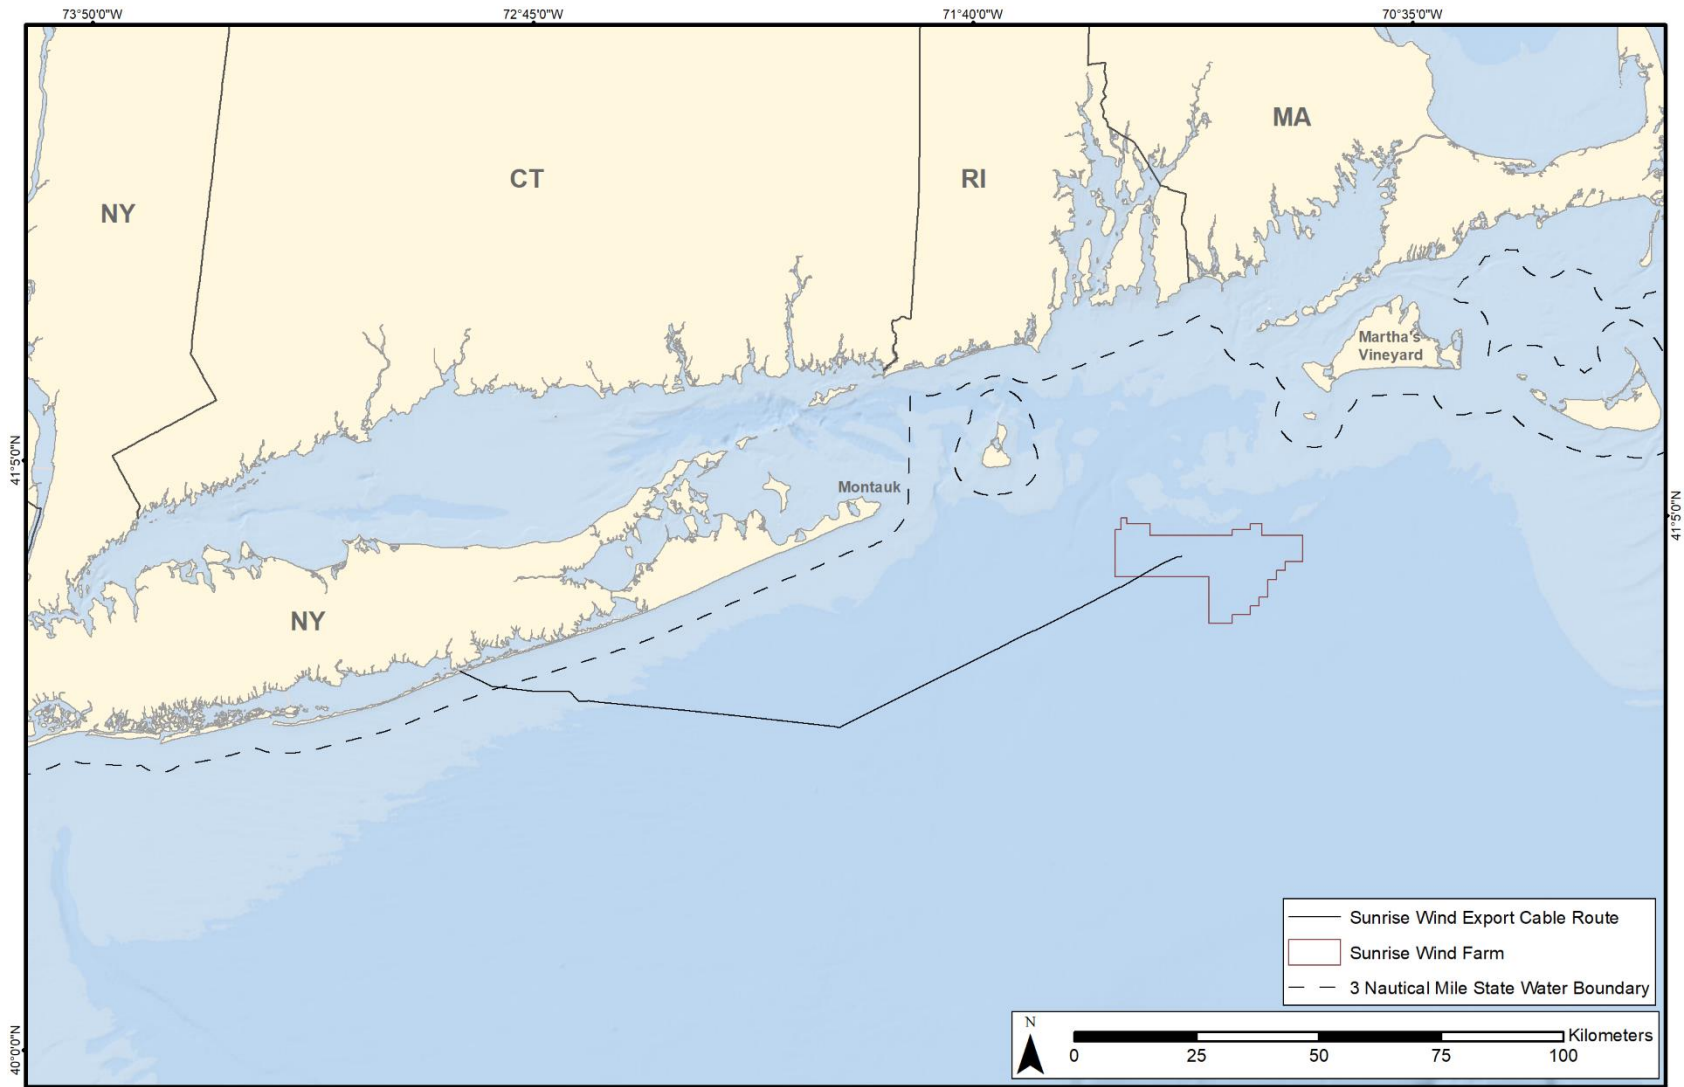 73°50'0"W
72°45'0"W
71°40'0"W
70°35'0"W
MA
CT
RI
NY
Martha's
Vineyard
41°5'0"N
Montauk
41°5'0"N
NY
Sunrise Wind Export Cable Route
Sunrise Wind Farm
3 Nautical Mile State Water Boundary
40°0'0"N
N
Kilometers
0 25 50 75 100